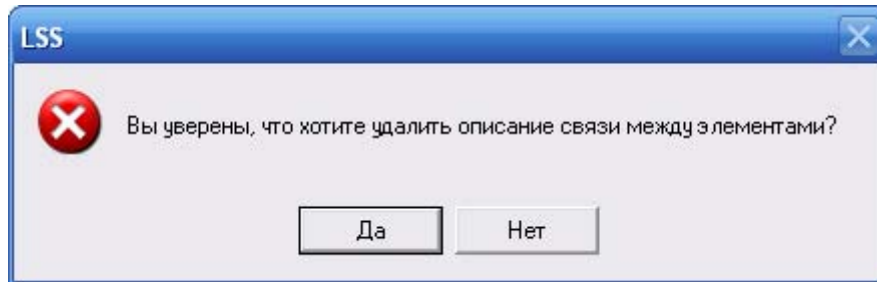 LSS
Вы уверены, что хотите удалить описание связи между элементами?
Да
Нет